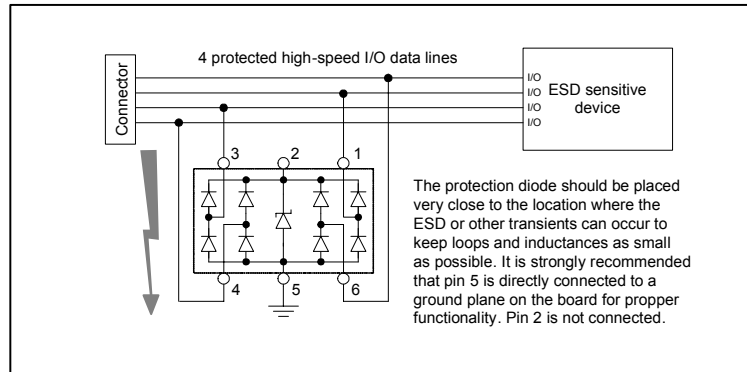 4 protected high-speed I/O data lines
Connector
I/O
I/O
I/O
I/O
ESD sensitive
device
3
2
1
4
5
6
The protection diode should be placed
very close to the location where the
ESD or other transients can occur to
keep loops and inductances as small
as possible. It is strongly recommended
that pin 5 is directly connected to a
ground plane on the board for propper
functionality. Pin 2 is not connected.